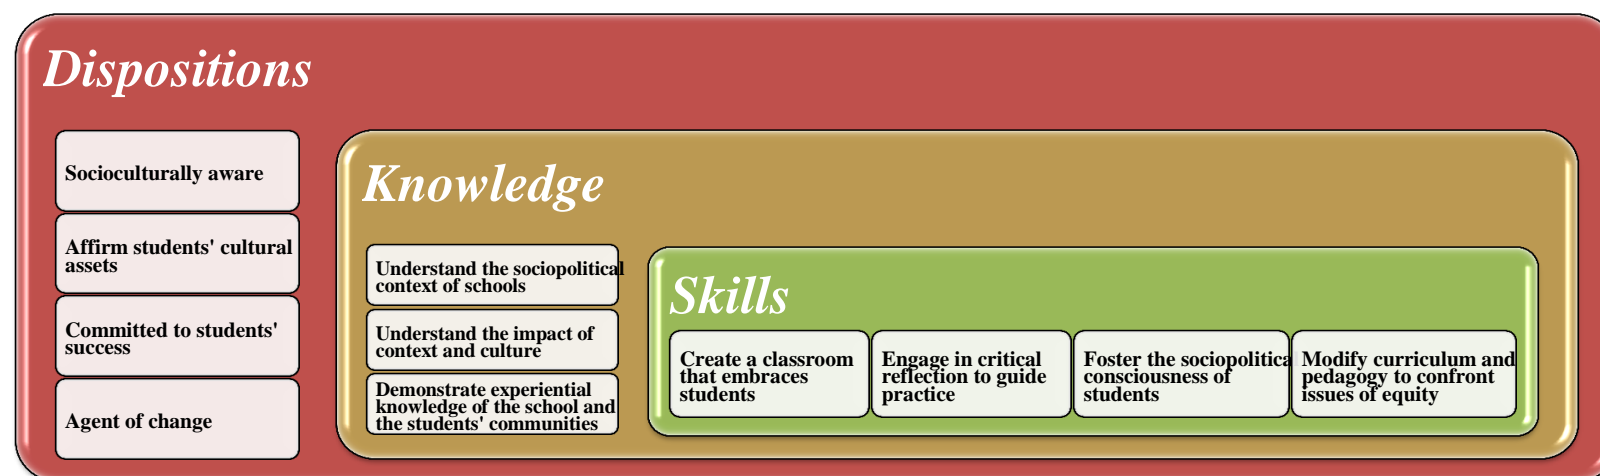 Dispositions
Socioculturally aware
Affirm students' cultural
assets
Committed to students'
success
Agent of change
Knowledge
Understand the sociopolitical
context of schools
Understand the impact of
context and culture
Demonstrate experiential
knowledge of the school and
the students' communities
Skills
Create a classroom
that embraces
students
Engage in critical
reflection to guide
practice
Foster the sociopolitica
consciousness of
students
Modify curriculum and
pedagogy to confront
issues of equity